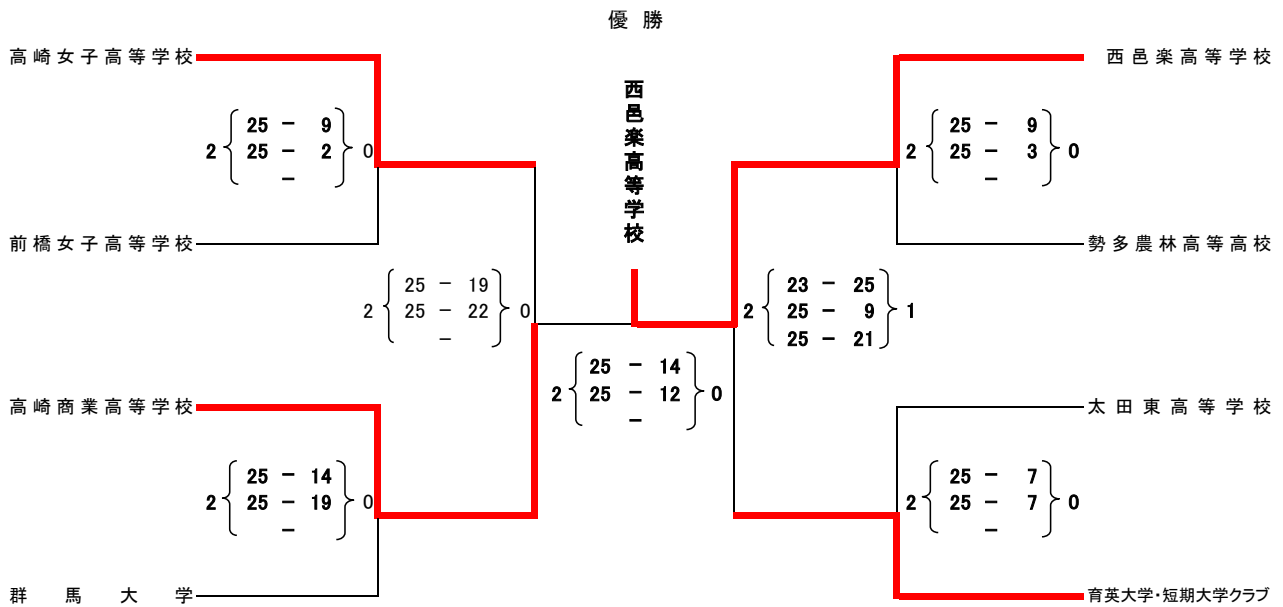 優勝
高崎女子高等学校
西邑楽高等学校
西邑楽高等学校
2 25 － 9 0
25 － 2
－
2 25 － 9 0
25 － 3
－
前橋女子高等学校
勢多農林高等高校
2 25 － 19 0
25 － 22
－
2 23 － 25 1
25 － 9
25 － 21
2 25 － 14 0
25 － 12
－
高崎商業高等学校
太田東高等学校
2 25 － 14 0
25 － 19
－
2 25 － 7 0
25 － 7
－
群馬大学
育英大学・短期大学クラブ